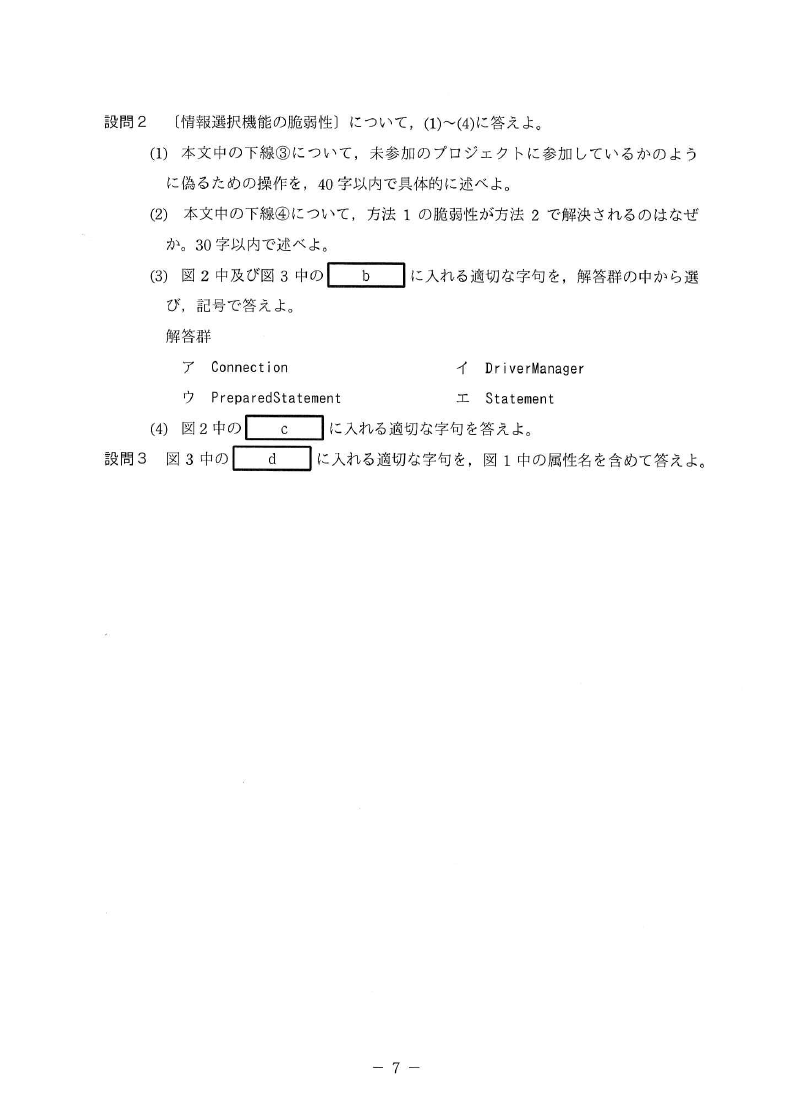 設問2　〔情報選択機能の脆弱性〕について，(1)～(4)に答えよ。
(1)　本文中の下線③について，未参加のプロジェクトに参加しているかのよう
に偽るための操作を，40 字以内で具体的に述べよ。
(2)　本文中の下線④について，方法 1 の脆弱性が方法 2 で解決されるのはなぜ
か。30 字以内で述べよ。
(3)　図 2 中及び図 3 中の b に入れる適切な字句を，解答群の中から選
び，記号で答えよ。
解答群
ア　Connection　イ　DriverManager
ウ　PreparedStatement　エ　Statement
(4)　図 2 中の c に入れる適切な字句を答えよ。
設問3　図 3 中の d に入れる適切な字句を，図 1 中の属性名を含めて答えよ。
－ 7 －